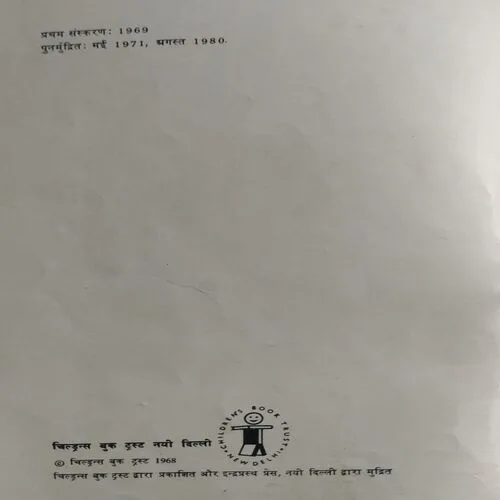 प्रथम संस्करण: 1969
पुनर्मुद्रित: मई 1971, अगस्त 1980.
CHILDREN'S BOOK TRUST · NEW DELHI ·
चिल्ड्रन्स बुक ट्रस्ट नयी दिल्ली
© चिल्ड्रन्स बुक ट्रस्ट 1968
चिल्ड्रन्स बुक ट्रस्ट द्वारा प्रकाशित और इन्द्रप्रस्थ प्रेस, नयी दिल्ली द्वारा मुद्रित